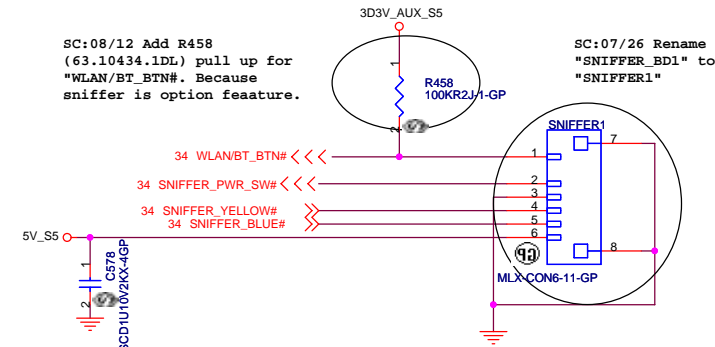 3D3V_AUX_S5
SC:08/12 Add R458
(63.10434.1DL) pull up for
"WLAN/BT_BTN#. Because
sniffer is option feaature.
SC:07/26 Rename
"SNIFFER_BD1" to
"SNIFFER1"
1
R458
100KR2J-1-GP
2
SNIFFER1
7
34 WLAN/BT_BTN#
1
34 SNIFFER_PWR_SW#
2
3
34 SNIFFER_YELLOW#
4
34 SNIFFER_BLUE#
5
5V_S5
6
8
GP
MLX-CON6-11-GP
1
C578
SCD1U10V2KX-4GP
2